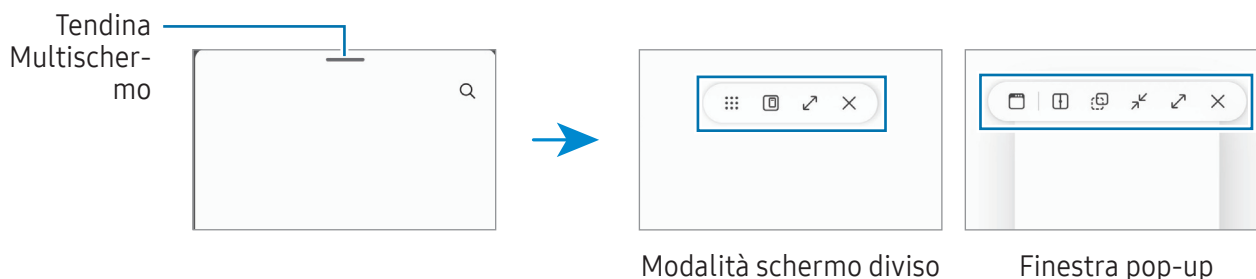 Tendina
Multischer-
mo
Modalità schermo diviso
Finestra pop-up